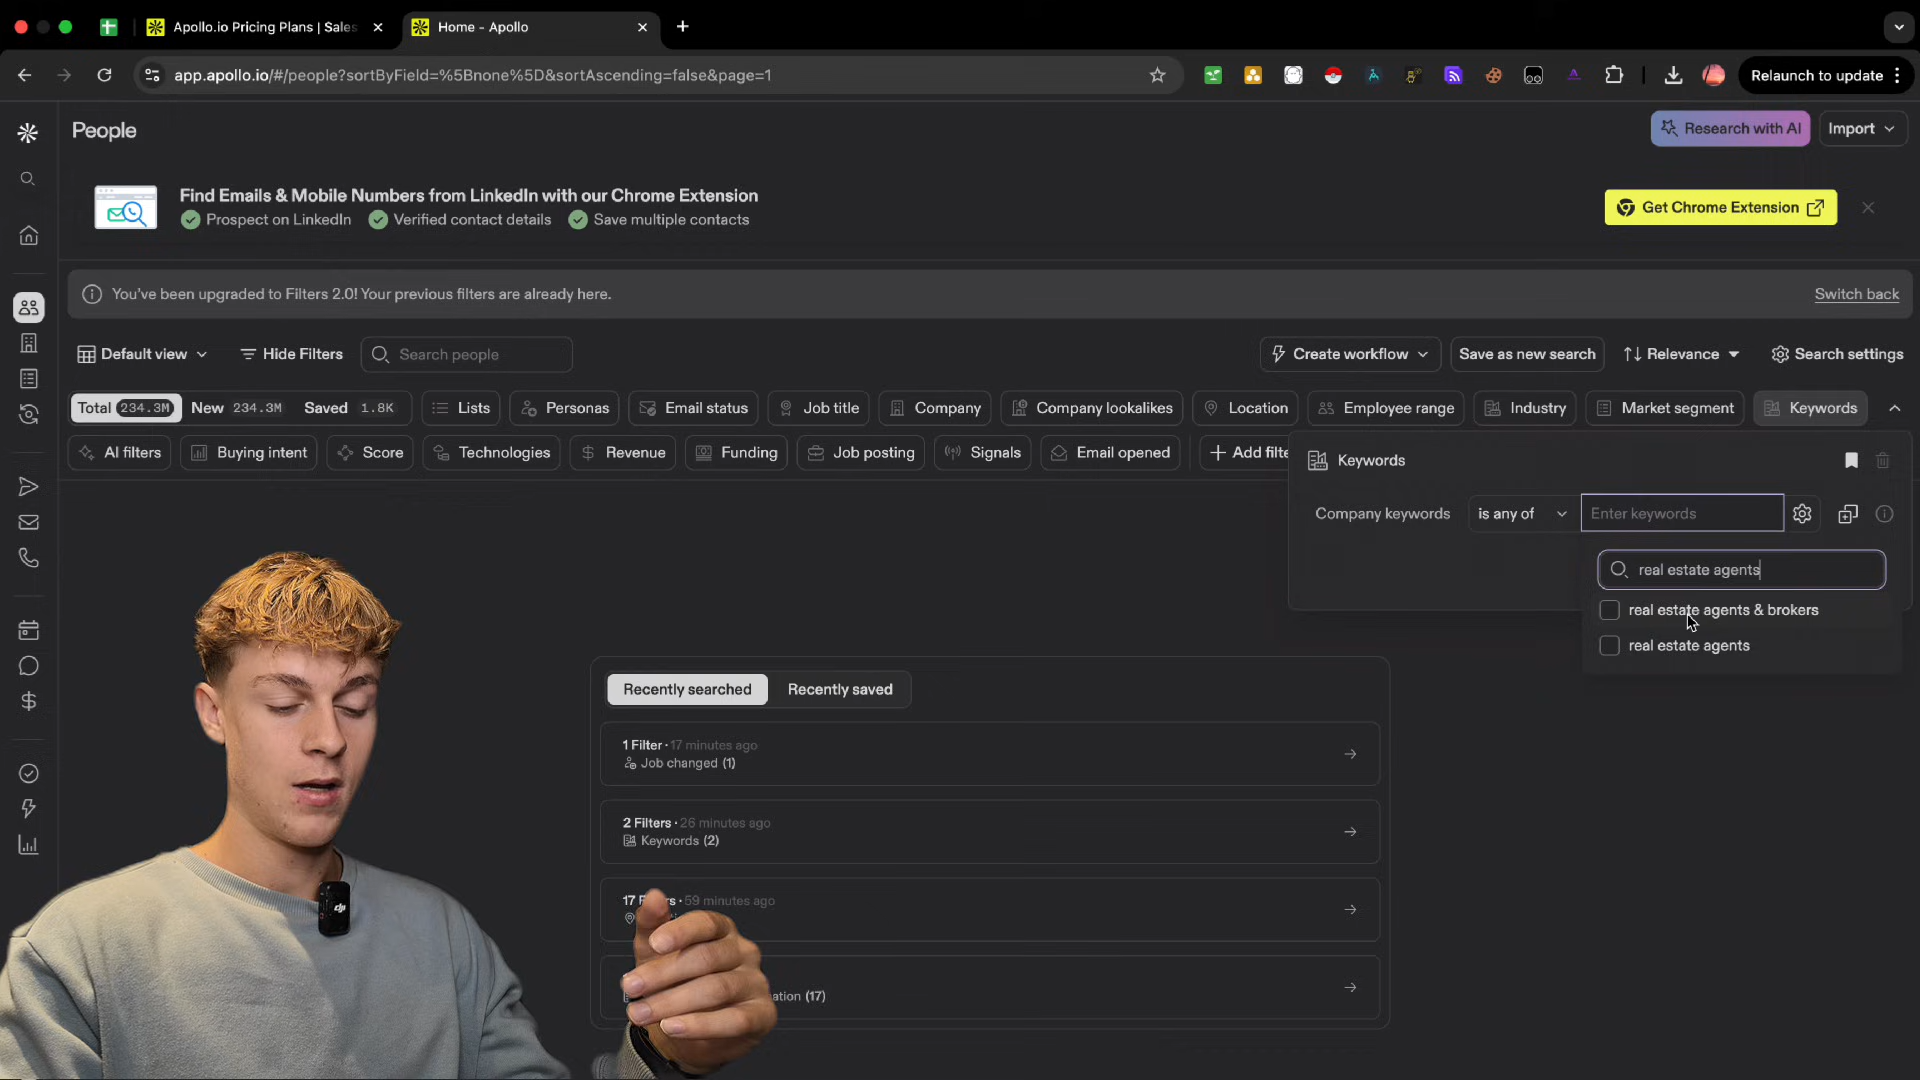 Apollo.io Pricing Plans | Sales
Home - Apollo
app.apollo.io/#/people?sortByField=%5Bnone%5D&sortAscending=false&page=1
Relaunch to update
People
Research with AI
Import
Find Emails & Mobile Numbers from LinkedIn with our Chrome Extension
Prospect on LinkedIn Verified contact details Save multiple contacts
Get Chrome Extension
You've been upgraded to Filters 2.0! Your previous filters are already here.
Switch back
Default view Hide Filters Search people Create workflow Save as new search Relevance Search settings
Total 234.3M New 234.3M Saved 1.8K Lists Personas Email status Job title Company Company lookalikes Location Employee range Industry Market segment Keywords
AI filters Buying intent Score Technologies Revenue Funding Job posting Signals Email opened Add filte
Keywords
Company keywords is any of Enter keywords
real estate agents
real estate agents & brokers
real estate agents
Recently searched Recently saved
1 Filter · 17 minutes ago
Job changed (1)
2 Filters · 26 minutes ago
Keywords (2)
17 F rs · 59 minutes ago
ation (17)
dji